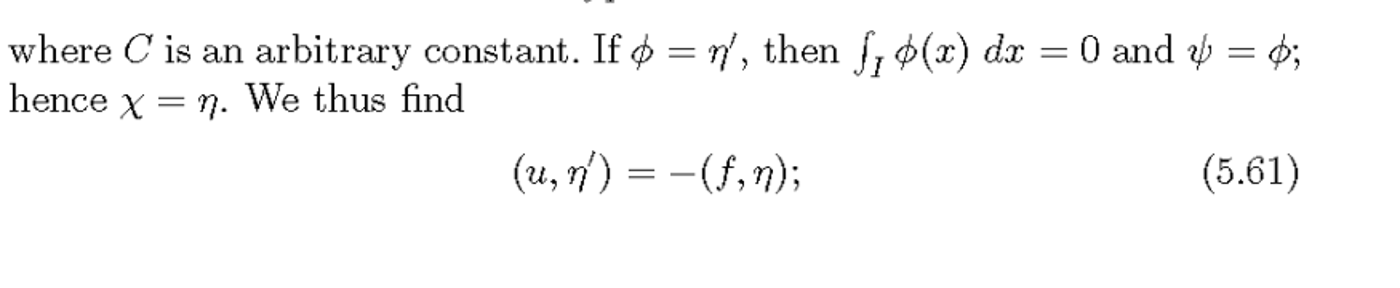 where C is an arbitrary constant. If ϕ = η′, then ∫_I ϕ(x) dx = 0 and ψ = ϕ;
hence χ = η. We thus find
(u, η′) = −(f, η); (5.61)